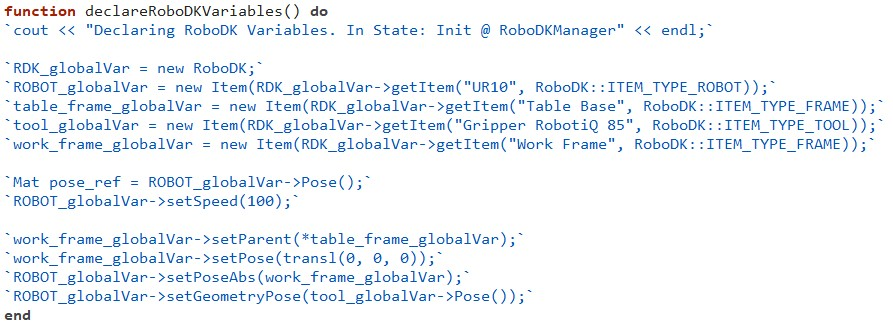 function declareRoboDKVariables() do
`cout << "Declaring RoboDK Variables. In State: Init @ RoboDKManager" << endl;`
`RDK_globalVar = new RoboDK;`
`ROBOT_globalVar = new Item(RDK_globalVar->getItem("UR10", RoboDK::ITEM_TYPE_ROBOT));`
`table_frame_globalVar = new Item(RDK_globalVar->getItem("Table Base", RoboDK::ITEM_TYPE_FRAME));`
`tool_globalVar = new Item(RDK_globalVar->getItem("Gripper RobotiQ 85", RoboDK::ITEM_TYPE_TOOL));`
`work_frame_globalVar = new Item(RDK_globalVar->getItem("Work Frame", RoboDK::ITEM_TYPE_FRAME));`
`Mat pose_ref = ROBOT_globalVar->Pose();`
`ROBOT_globalVar->setSpeed(100);`
`work_frame_globalVar->setParent(*table_frame_globalVar);`
`work_frame_globalVar->setPose(transl(0, 0, 0));`
`ROBOT_globalVar->setPoseAbs(work_frame_globalVar);`
`ROBOT_globalVar->setGeometryPose(tool_globalVar->Pose());`
end